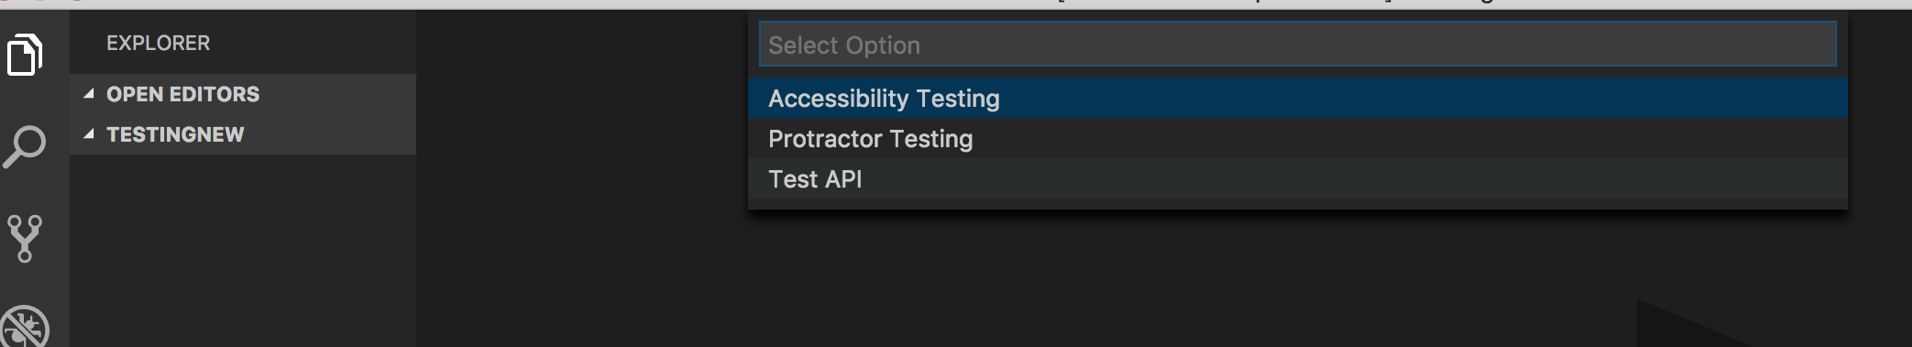 EXPLORER
OPEN EDITORS
TESTINGNEW
Select Option
Accessibility Testing
Protractor Testing
Test API